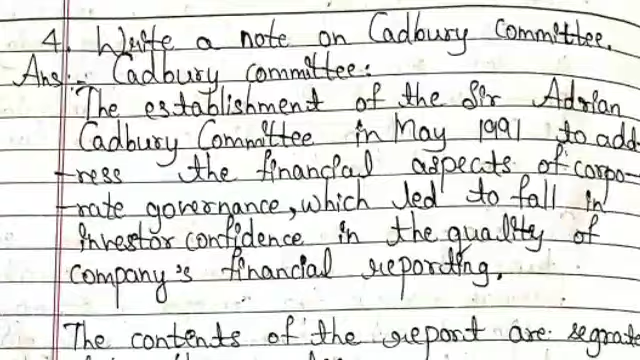 4. Write a note on Cadbury Committee.
Ans:- Cadbury committee:
The establishment of the Sir Adrian
Cadbury Committee in May 1991 to add-
-ress the financial aspects of corpo-
-rate governance, which led to fall in
investor confidence in the quality of
company's financial reporting.
The contents of the report are segrate